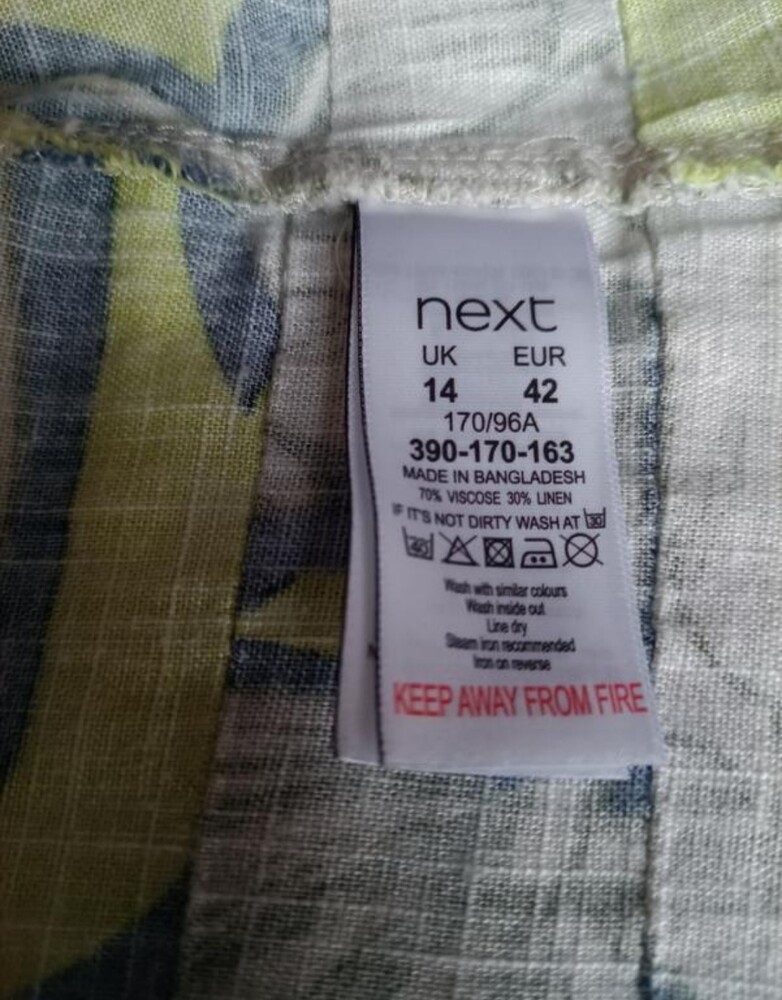 next
UK EUR
14 42
170/96A
390-170-163
MADE IN BANGLADESH
70% VISCOSE 30% LINEN
IF IT'S NOT DIRTY WASH AT 30
40
Wash with similar colours
Wash inside out
Line dry
Steam iron recommended
Iron on reverse
KEEP AWAY FROM FIRE